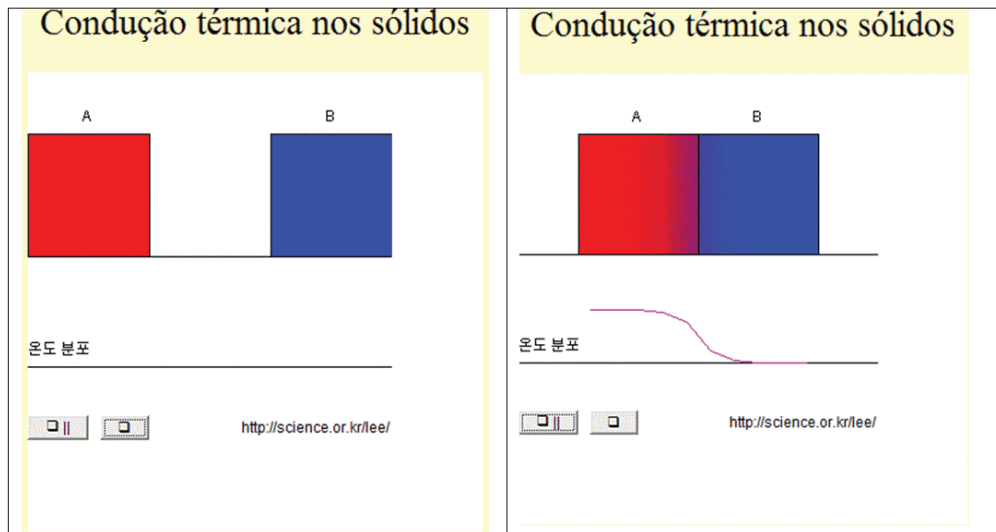 Condução térmica nos sólidos
A B
온도 분포
||
http://science.or.kr/lee/
Condução térmica nos sólidos
A B
온도 분포
||
http://science.or.kr/lee/